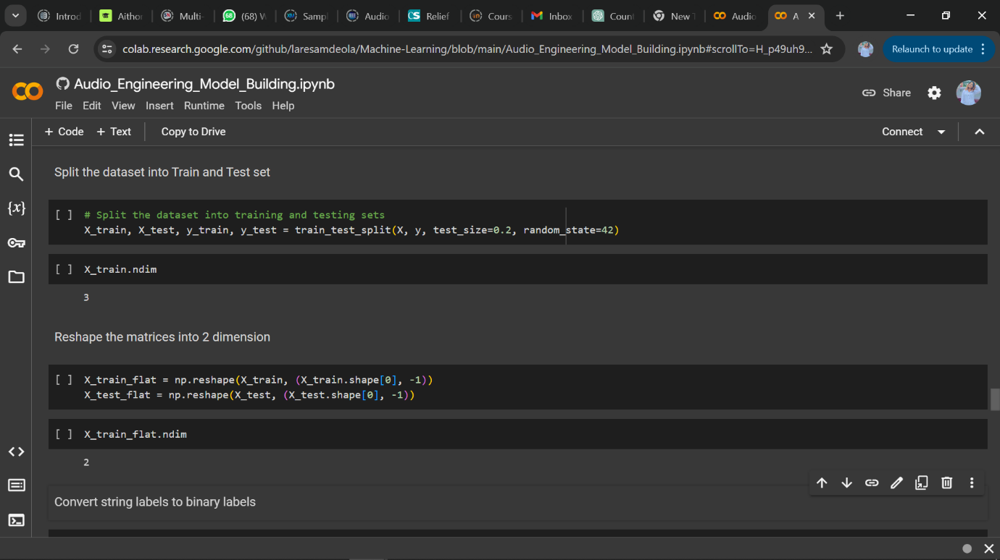 Introd
Aithor
Multi-
(68) W
Sampl
Audio
Relief
Cours
Inbox
Count
New T
Audio
A
colab.research.google.com/github/laresamdeola/Machine-Learning/blob/main/Audio_Engineering_Model_Building.ipynb#scrollTo=H_p49uh9...
Relaunch to update
Audio_Engineering_Model_Building.ipynb
File Edit View Insert Runtime Tools Help
Share
+ Code + Text Copy to Drive
Connect
Split the dataset into Train and Test set
[ ] # Split the dataset into training and testing sets
X_train, X_test, y_train, y_test = train_test_split(X, y, test_size=0.2, random_state=42)
[ ] X_train.ndim
3
Reshape the matrices into 2 dimension
[ ] X_train_flat = np.reshape(X_train, (X_train.shape[0], -1))
X_test_flat = np.reshape(X_test, (X_test.shape[0], -1))
[ ] X_train_flat.ndim
2
Convert string labels to binary labels